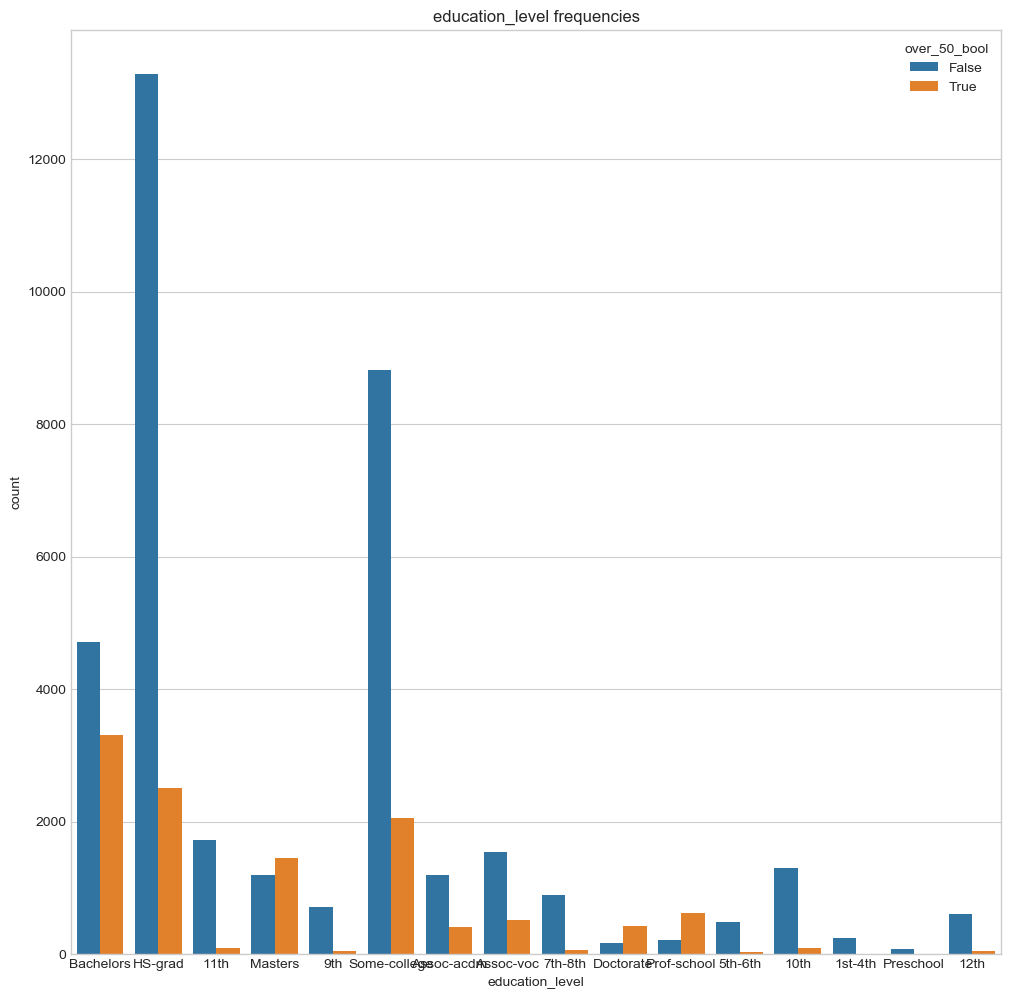 education_level frequencies
over_50_bool
False
True
12000
10000
8000
6000
4000
2000
0
count
Bachelors HS-grad 11th Masters 9th Some-college Assoc-acdm Assoc-voc 7th-8th Doctorate Prof-school 5th-6th 10th 1st-4th Preschool 12th
education_level